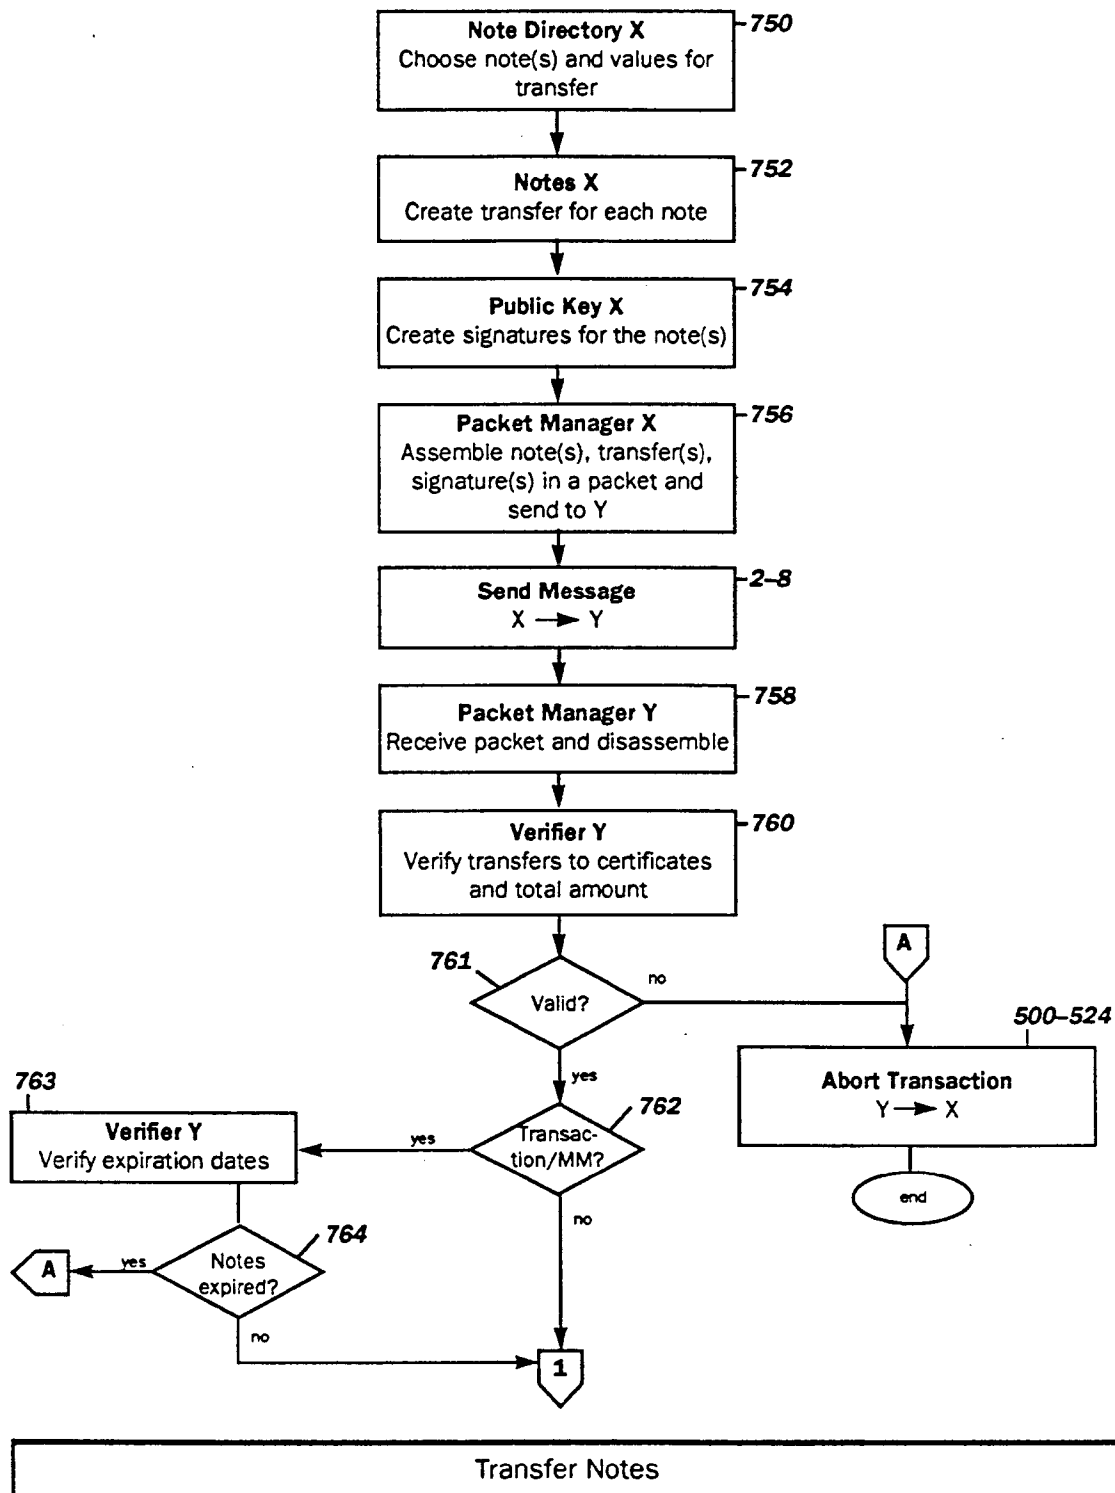 750
Note Directory X
Choose note(s) and values for
transfer
752
Notes X
Create transfer for each note
754
Public Key X
Create signatures for the note(s)
756
Packet Manager X
Assemble note(s), transfer(s),
signature(s) in a packet and
send to Y
2–8
Send Message
X → Y
758
Packet Manager Y
Receive packet and disassemble
760
Verifier Y
Verify transfers to certificates
and total amount
A
761
Valid?
no
500–524
Abort Transaction
Y → X
yes
763
Verifier Y
Verify expiration dates
yes
762
Transac-
tion/MM?
end
no
764
A
yes
Notes
expired?
no
1
Transfer Notes